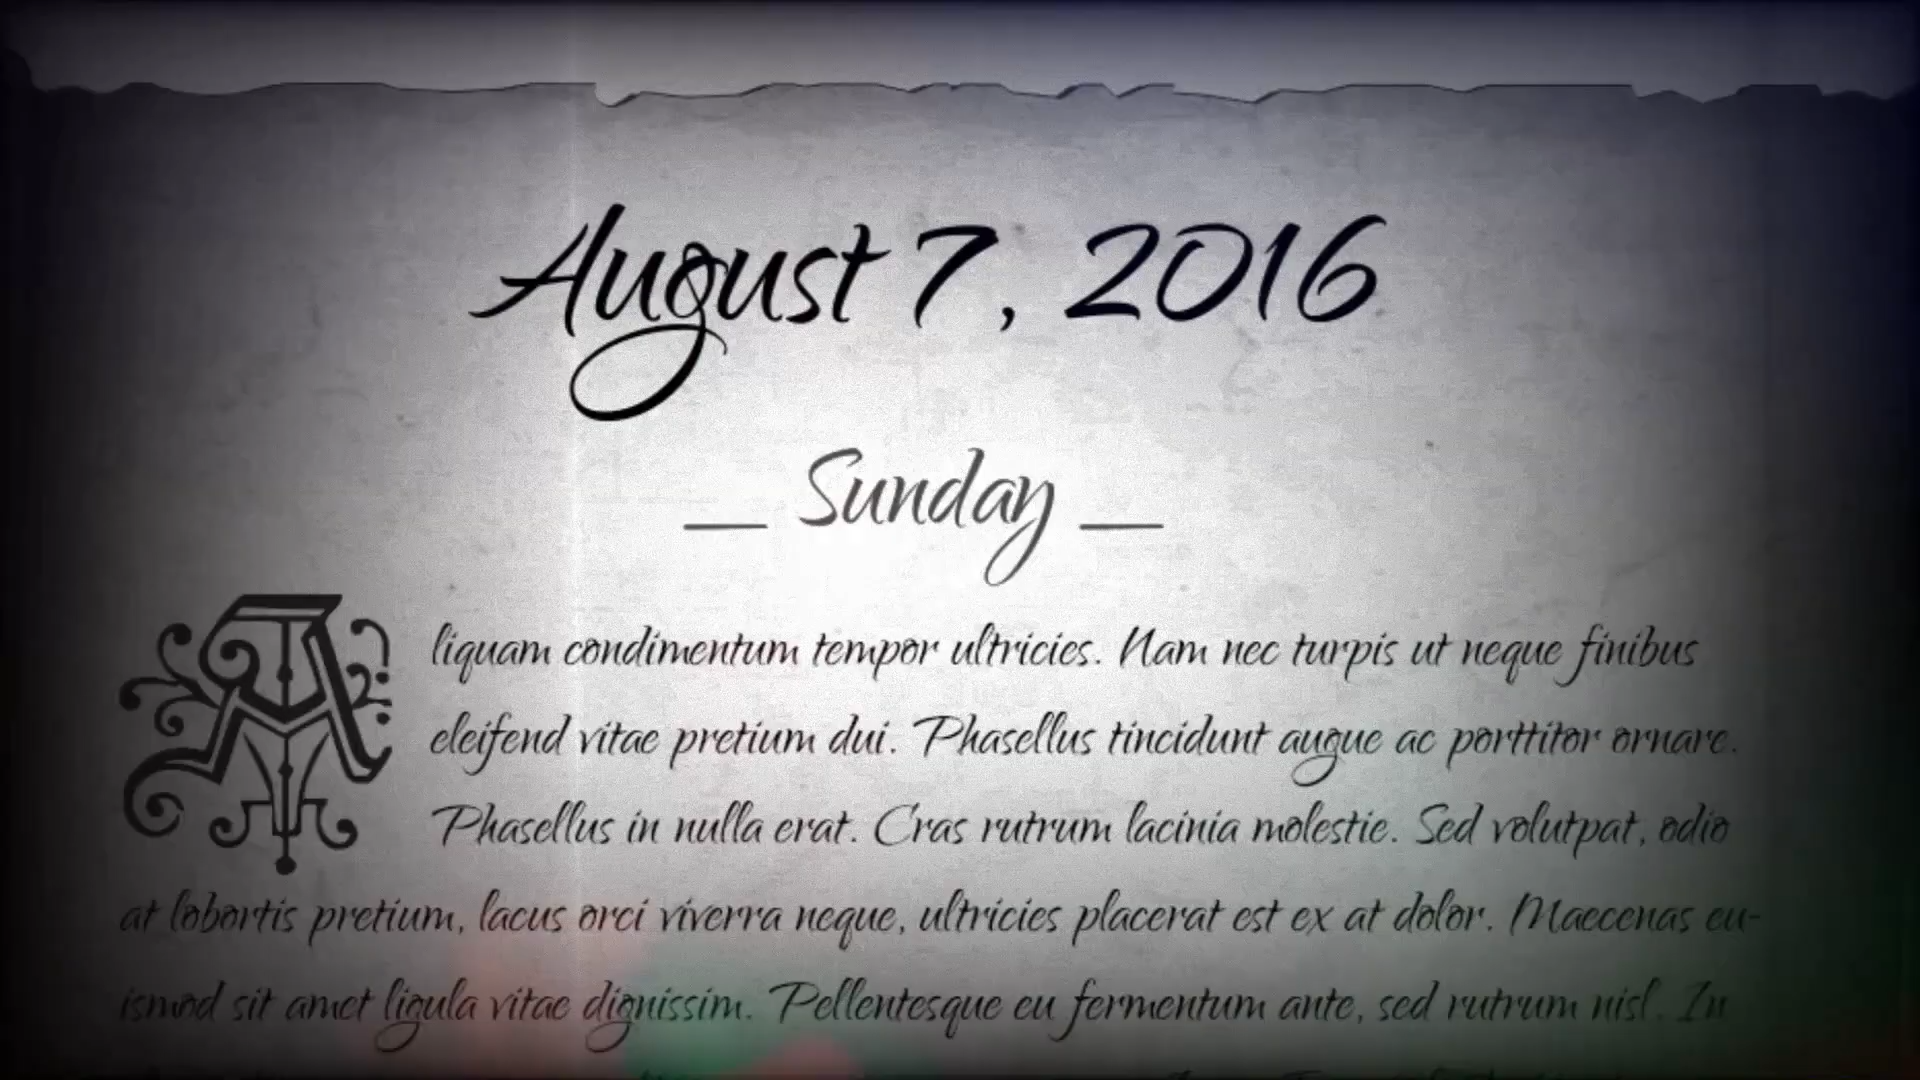 August 7, 2016
_ Sunday _
Aliquam condimentum tempor ultricies. Nam nec turpis ut neque finibus
eleifend vitae pretium dui. Phasellus tincidunt augue ac porttitor ornare.
Phasellus in nulla erat. Cras rutrum lacinia molestie. Sed volutpat, odio
at lobortis pretium, lacus orci viverra neque, ultricies placerat est ex at dolor. Maecenas eu-
ismod sit amet ligula vitae dignissim. Pellentesque eu fermentum ante, sed rutrum nisl. In